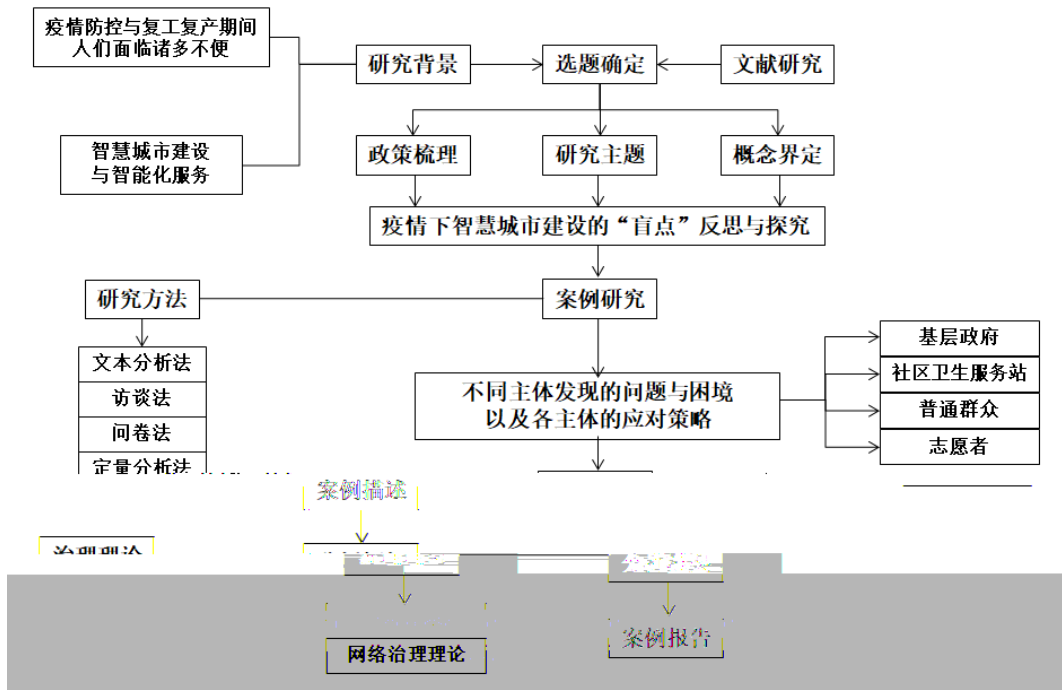 疫情防控与复工复产期间
人们面临诸多不便
研究背景
选题确定
文献研究
智慧城市建设
与智能化服务
政策梳理
研究主题
概念界定
疫情下智慧城市建设的“盲点”反思与探究
研究方法
案例研究
文本分析法
访谈法
问卷法
定量分析法
不同主体发现的问题与困境
以及各主体的应对策略
基层政府
社区卫生服务站
普通群众
志愿者
案例描述
治理理论
网络治理理论
案例报告